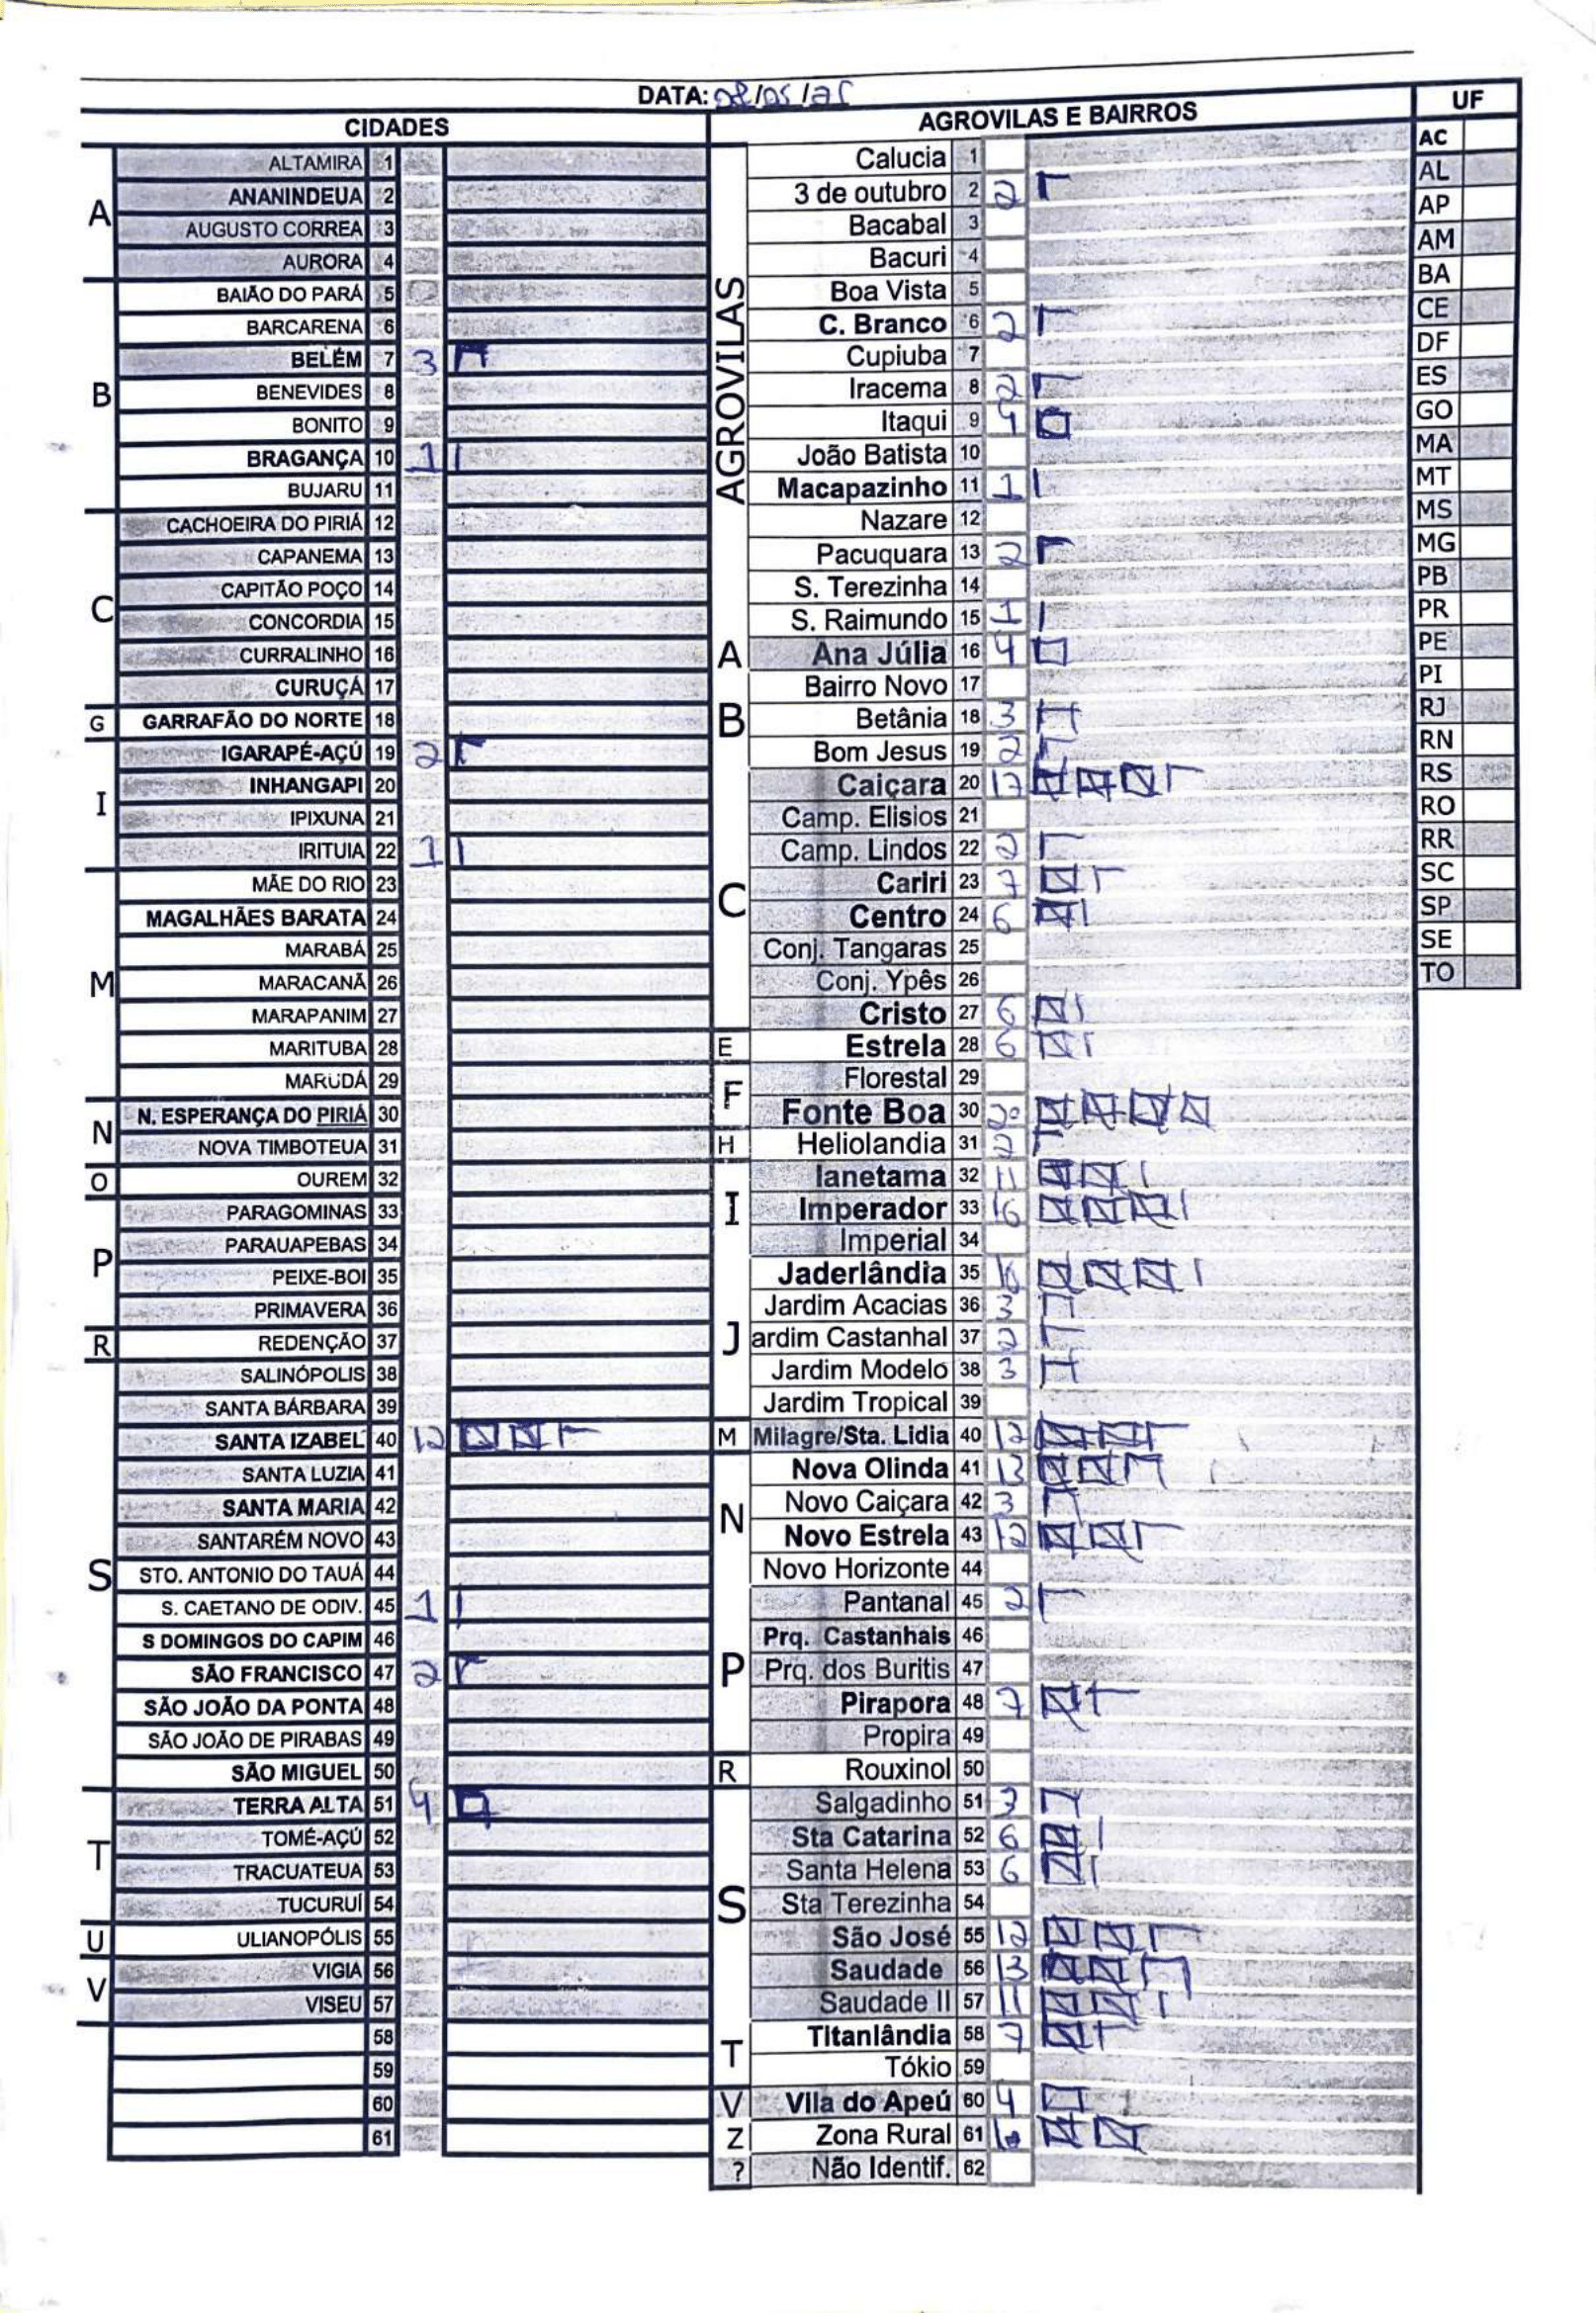 DATA: 08/05/25
CIDADES
A
ALTAMIRA 1
ANANINDEUA 2
AUGUSTO CORREA 3
AURORA 4
B
BAIÃO DO PARÁ 5
BARCARENA 6
BELÉM 7 3
BENEVIDES 8
BONITO 9
BRAGANÇA 10 1
BUJARU 11
C
CACHOEIRA DO PIRIÁ 12
CAPANEMA 13
CAPITÃO POÇO 14
CONCORDIA 15
CURRALINHO 16
CURUÇÁ 17
G
GARRAFÃO DO NORTE 18
I
IGARAPÉ-AÇÚ 19 2
INHANGAPI 20
IPIXUNA 21
IRITUIA 22 1
M
MÃE DO RIO 23
MAGALHÃES BARATA 24
MARABÁ 25
MARACANÃ 26
MARAPANIM 27
MARITUBA 28
MARUDÁ 29
N
N. ESPERANÇA DO PIRIÁ 30
NOVA TIMBOTEUA 31
O
OUREM 32
P
PARAGOMINAS 33
PARAUAPEBAS 34
PEIXE-BOI 35
PRIMAVERA 36
R
REDENÇÃO 37
S
SALINÓPOLIS 38
SANTA BÁRBARA 39
SANTA IZABEL 40 12
SANTA LUZIA 41
SANTA MARIA 42
SANTARÉM NOVO 43
STO. ANTONIO DO TAUÁ 44
S. CAETANO DE ODIV. 45 1
S DOMINGOS DO CAPIM 46
SÃO FRANCISCO 47 2
SÃO JOÃO DA PONTA 48
SÃO JOÃO DE PIRABAS 49
SÃO MIGUEL 50
T
TERRA ALTA 51 4
TOMÉ-AÇÚ 52
TRACUATEUA 53
TUCURUÍ 54
U
ULIANOPÓLIS 55
V
VIGIA 56
VISEU 57
58
59
60
61
AGROVILAS E BAIRROS
AGROVILAS
Calucia 1
3 de outubro 2 2
Bacabal 3
Bacuri 4
Boa Vista 5
C. Branco 6 2
Cupiuba 7
Iracema 8 2
Itaqui 9 4
João Batista 10
Macapazinho 11 1
Nazare 12
Pacuquara 13 2
S. Terezinha 14
S. Raimundo 15 1
A
Ana Júlia 16 4
Bairro Novo 17
B
Betânia 18 3
Bom Jesus 19 2
C
Caiçara 20 17
Camp. Elisios 21
Camp. Lindos 22 2
Cariri 23 7
Centro 24 6
Conj. Tangaras 25
Conj. Ypês 26
Cristo 27 6
E
Estrela 28 6
F
Florestal 29
Fonte Boa 30 20
H
Heliolandia 31 2
I
Ianetama 32 11
Imperador 33 16
Imperial 34
J
Jaderlândia 35 16
Jardim Acacias 36 3
ardim Castanhal 37 2
Jardim Modelo 38 3
Jardim Tropical 39
M
Milagre/Sta. Lidia 40 12
N
Nova Olinda 41 13
Novo Caiçara 42 3
Novo Estrela 43 12
Novo Horizonte 44
P
Pantanal 45 2
Prq. Castanhais 46
Prq. dos Buritis 47
Pirapora 48 7
Propira 49
R
Rouxinol 50
S
Salgadinho 51 3
Sta Catarina 52 6
Santa Helena 53 6
Sta Terezinha 54
São José 55 12
Saudade 56 13
Saudade II 57 11
T
Titanlândia 58 7
Tókio 59
V
Vila do Apeú 60 4
Z
Zona Rural 61 10
?
Não Identif. 62
UF
AC
AL
AP
AM
BA
CE
DF
ES
GO
MA
MT
MS
MG
PB
PR
PE
PI
RJ
RN
RS
RO
RR
SC
SP
SE
TO